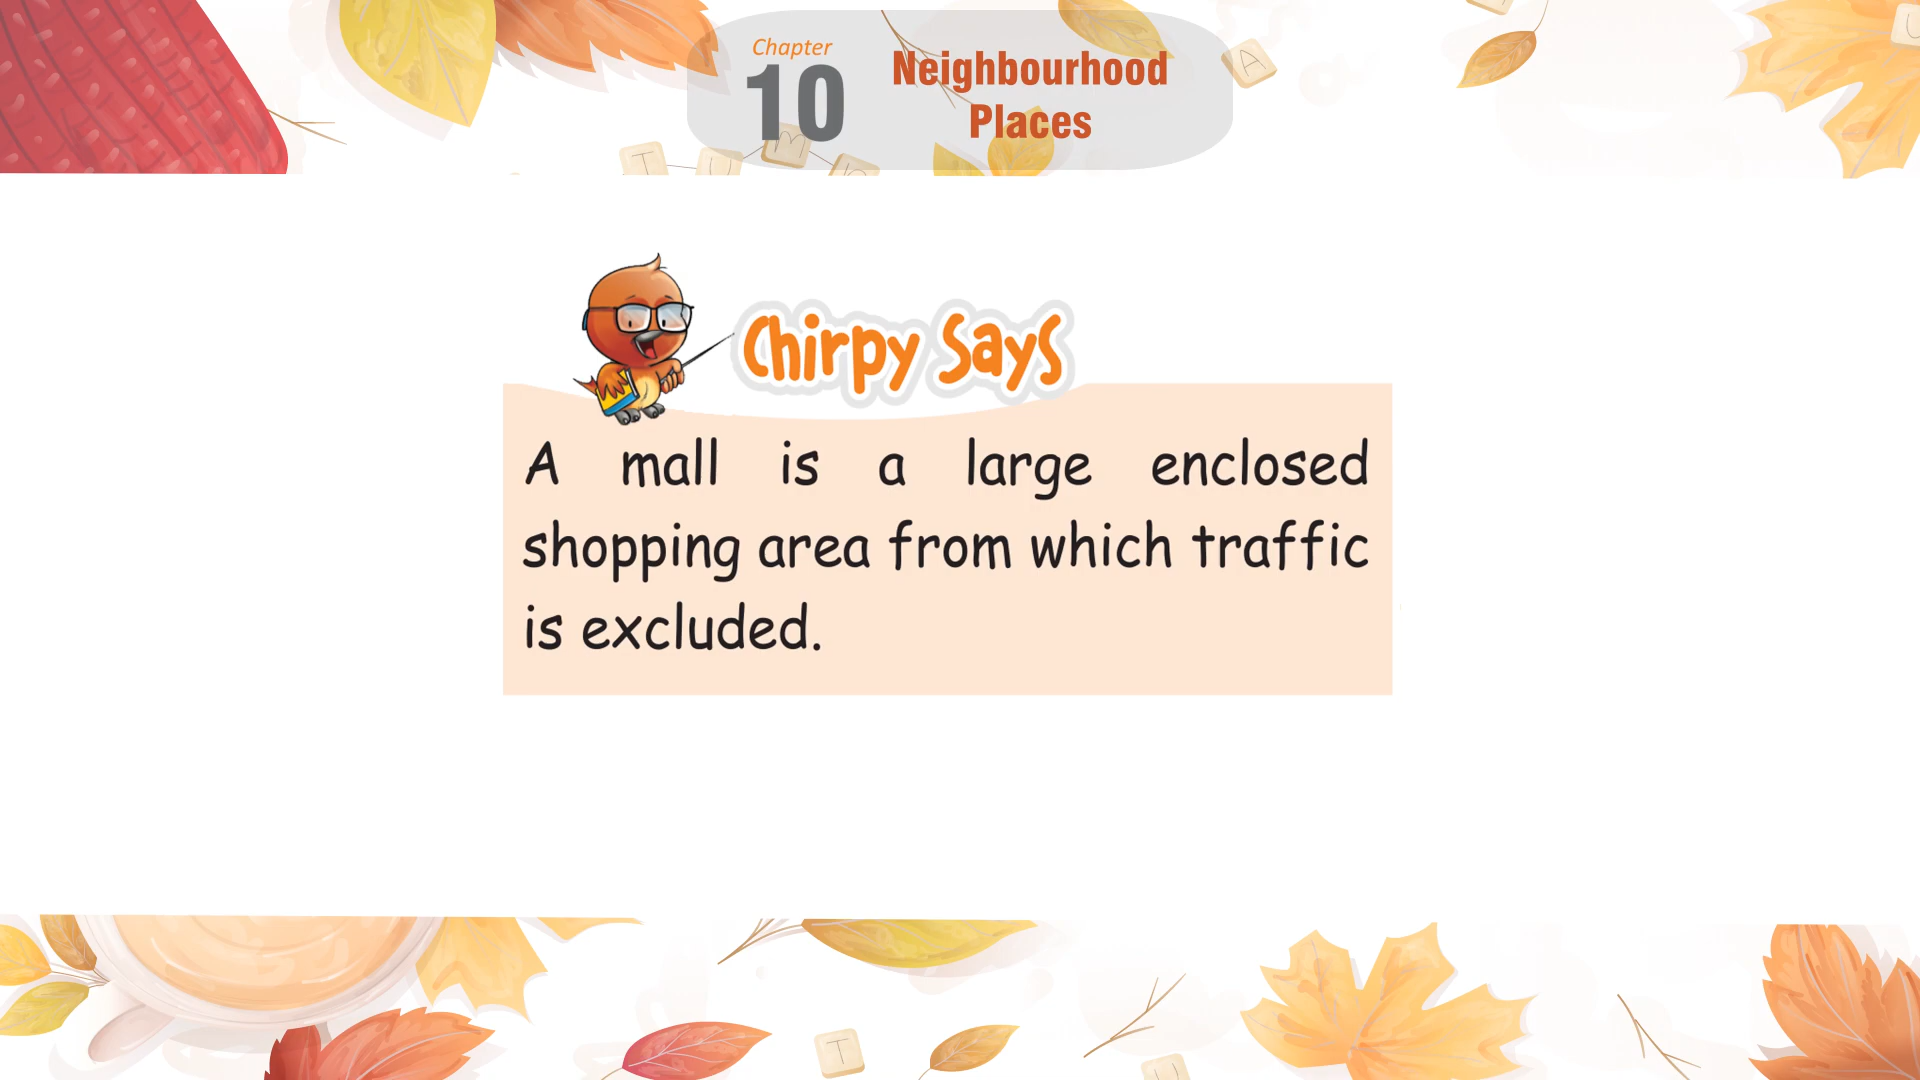 Chapter
10
Neighbourhood
Places
A
T
U
M
Chirpy Says
A mall is a large enclosed
shopping area from which traffic
is excluded.
T
U